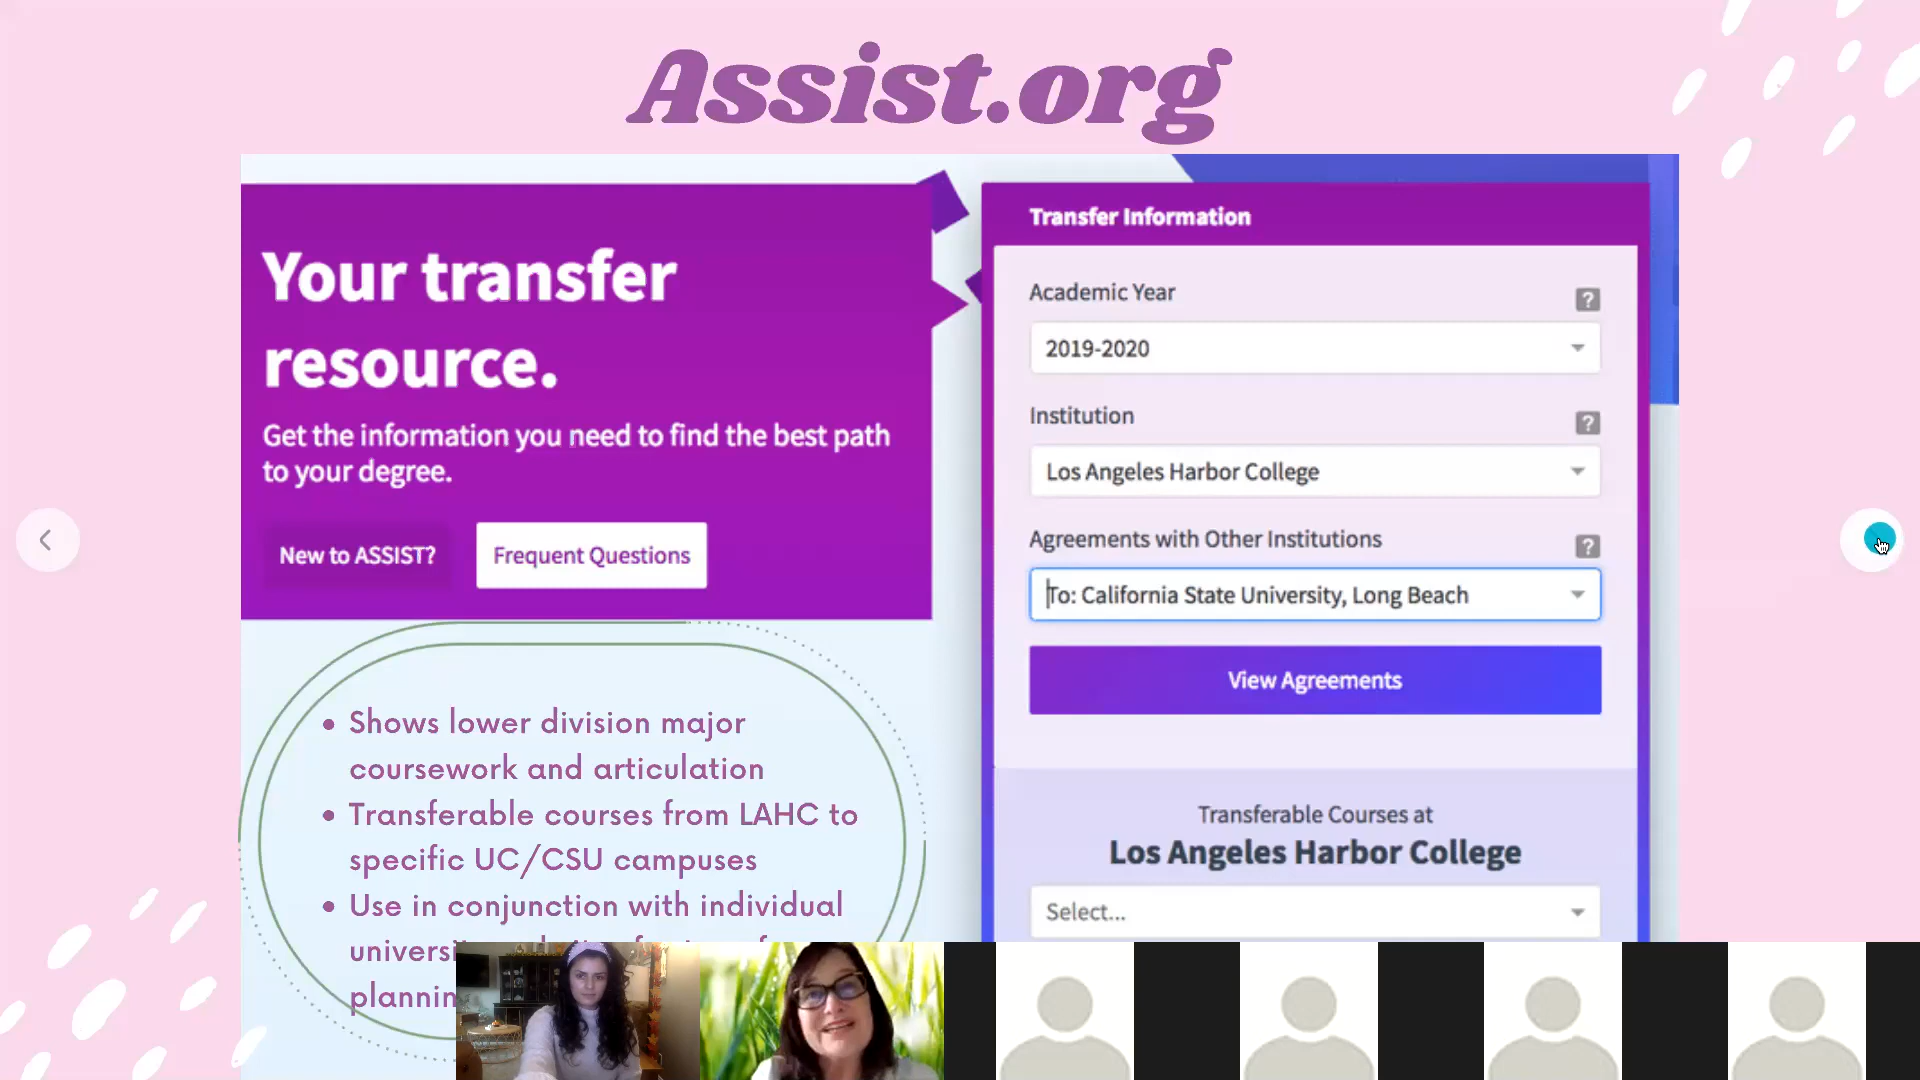 Assist.org
Your transfer
resource.
Get the information you need to find the best path
to your degree.
New to ASSIST?
Frequent Questions
Transfer Information
Academic Year
?
2019-2020
Institution
?
Los Angeles Harbor College
Agreements with Other Institutions
?
To: California State University, Long Beach
View Agreements
Transferable Courses at
Los Angeles Harbor College
Select...
• Shows lower division major
coursework and articulation
• Transferable courses from LAHC to
specific UC/CSU campuses
• Use in conjunction with individual